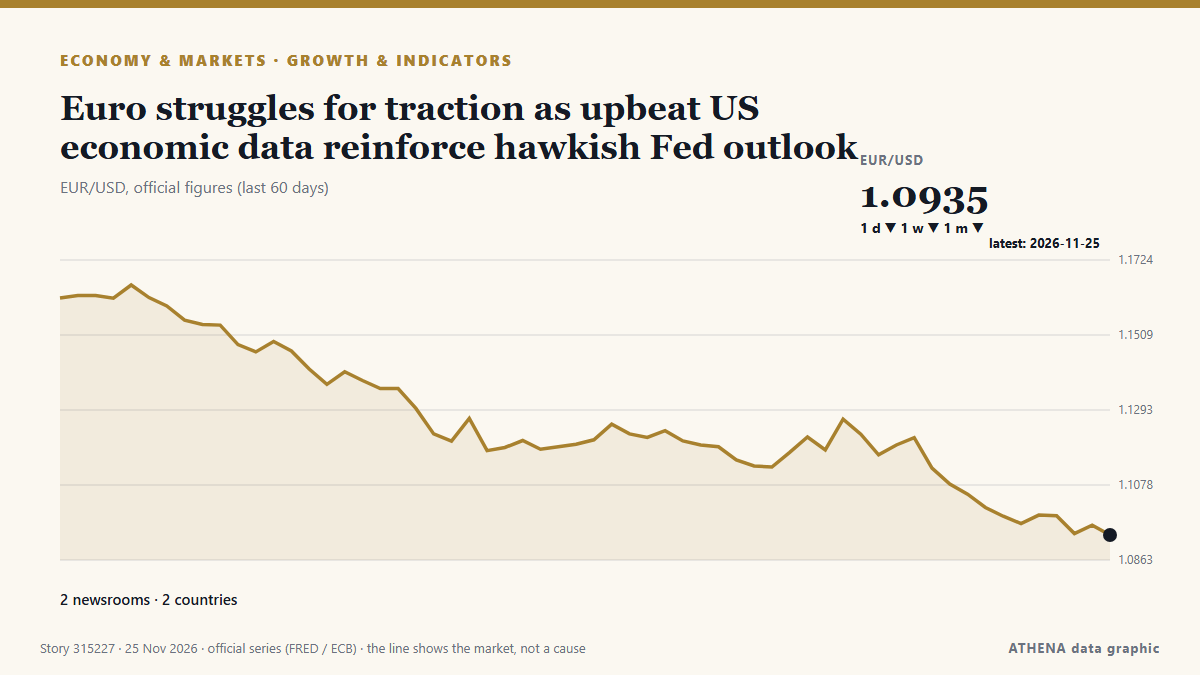 ECONOMY & MARKETS · GROWTH & INDICATORS
Euro struggles for traction as upbeat US
economic data reinforce hawkish Fed outlook
EUR/USD
EUR/USD, official figures (last 60 days)
1.0935
1 d ▼ 1 w ▼ 1 m ▼
latest: 2026-11-25
1.1724
1.1509
1.1293
1.1078
1.0863
2 newsrooms · 2 countries
Story 315227 · 25 Nov 2026 · official series (FRED / ECB) · the line shows the market, not a cause
ATHENA data graphic